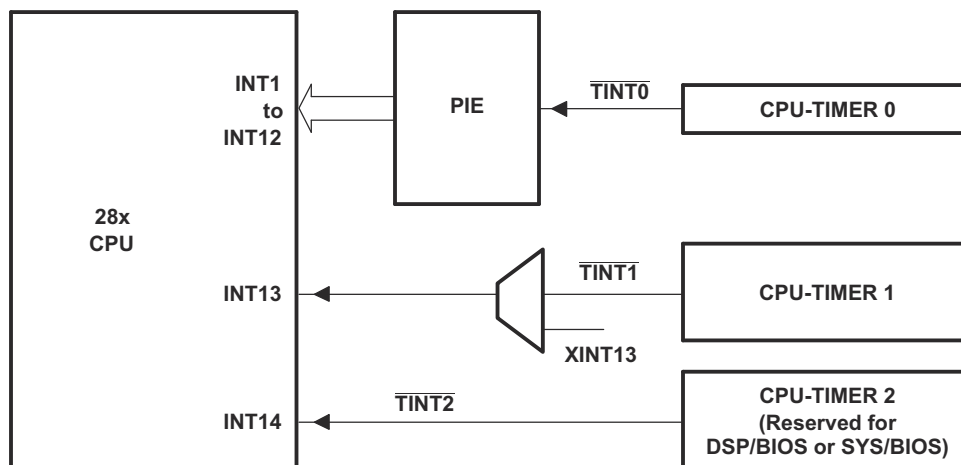 INT1
to
INT12
PIE
TINT0
CPU-TIMER 0
28x
CPU
INT13
TINT1
CPU-TIMER 1
XINT13
INT14
TINT2
CPU-TIMER 2
(Reserved for
DSP/BIOS or SYS/BIOS)